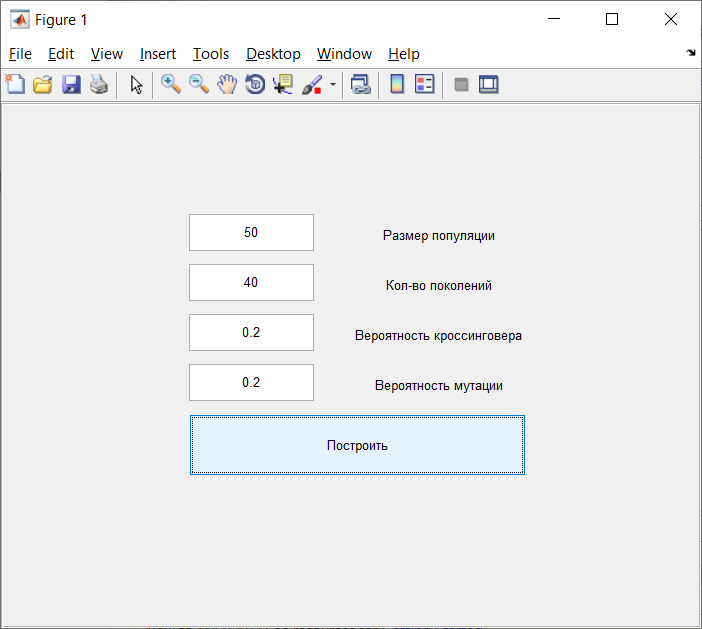 Figure 1
File Edit View Insert Tools Desktop Window Help
50 Размер популяции
40 Кол-во поколений
0.2 Вероятность кроссинговера
0.2 Вероятность мутации
Построить